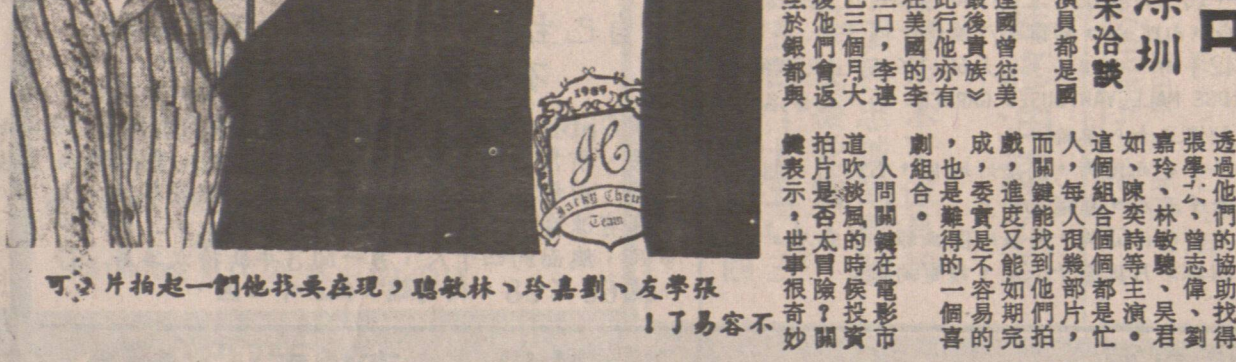 圳
未洽談
演員都是國
達國曾往美
最後貴族》
此行他亦有
在美國的李
三口，李連
已三個月大
後他們會返
至於銀都與
透過他們的協助找得
張學友、曾志偉、劉
嘉玲、林敏驄、吳君
如、陳奕詩等主演。
這個組合個個都是忙
人，每人孭幾部片，
而關鍵能找到他們拍
戲，進度又能如期完
成，委實是不容易的
，也是難得的一個喜
劇組合。
人問關鍵在電影市
道吹淡風的時候投資
拍片是否太冒險？關
鍵表示，世事很奇妙
1989
Jacky Cheun
Team
張學友、劉嘉玲、林敏聰，現在要找他們一起拍片，可
不容易了！